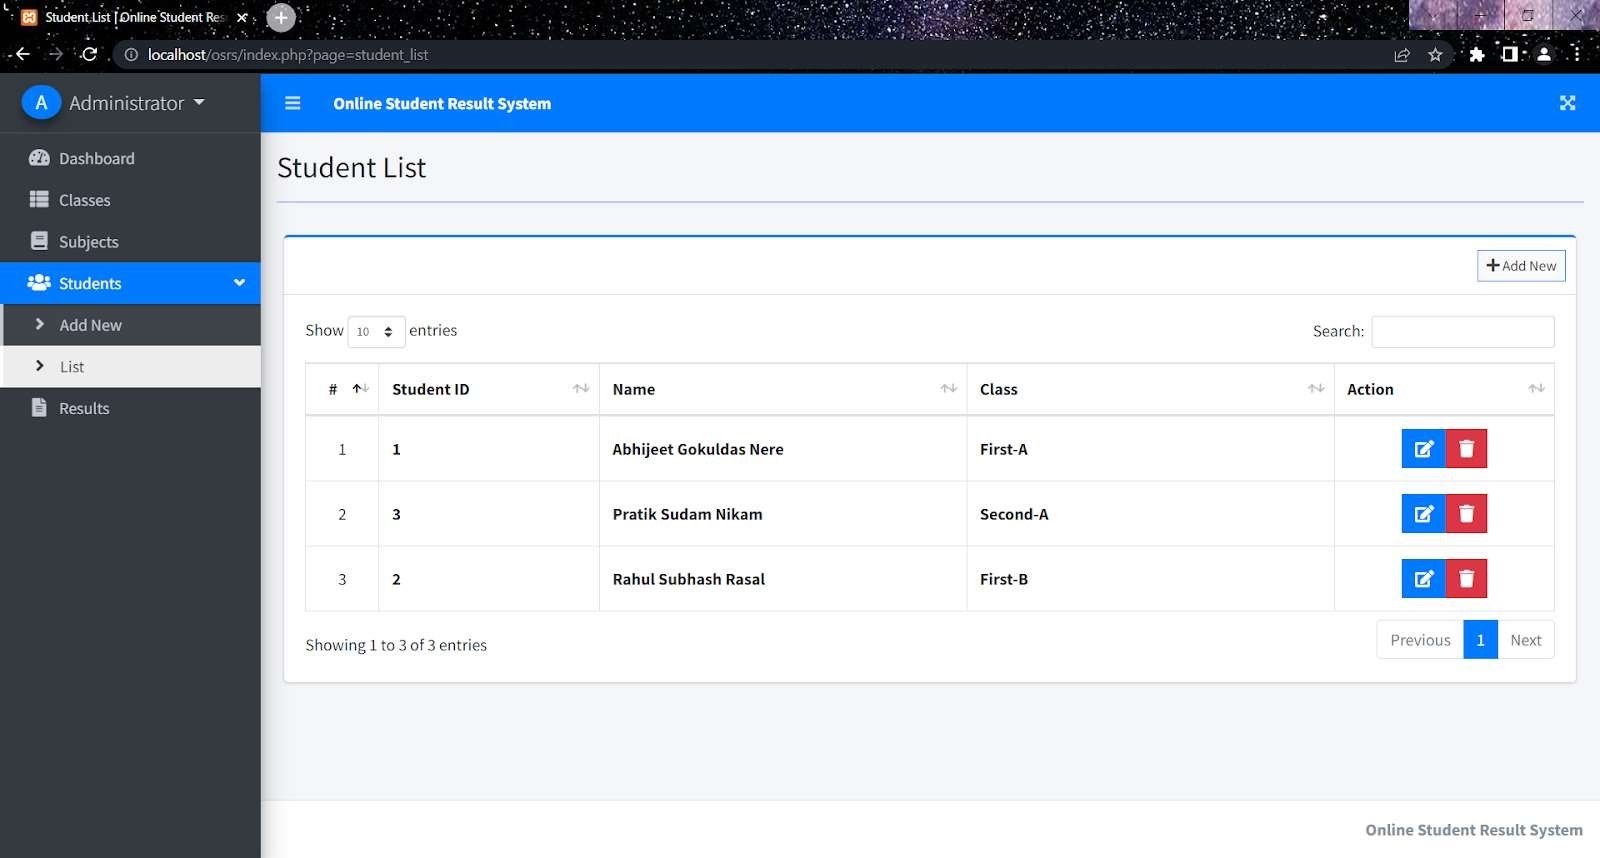 Student List | Online Student Res
localhost/osrs/index.php?page=student_list
A Administrator
Online Student Result System
Dashboard
Classes
Subjects
Students
Add New
List
Results
Student List
Add New
Show 10 entries
Search:
# Student ID Name Class Action
1 1 Abhijeet Gokuldas Nere First-A
2 3 Pratik Sudam Nikam Second-A
3 2 Rahul Subhash Rasal First-B
Showing 1 to 3 of 3 entries
Previous 1 Next
Online Student Result System